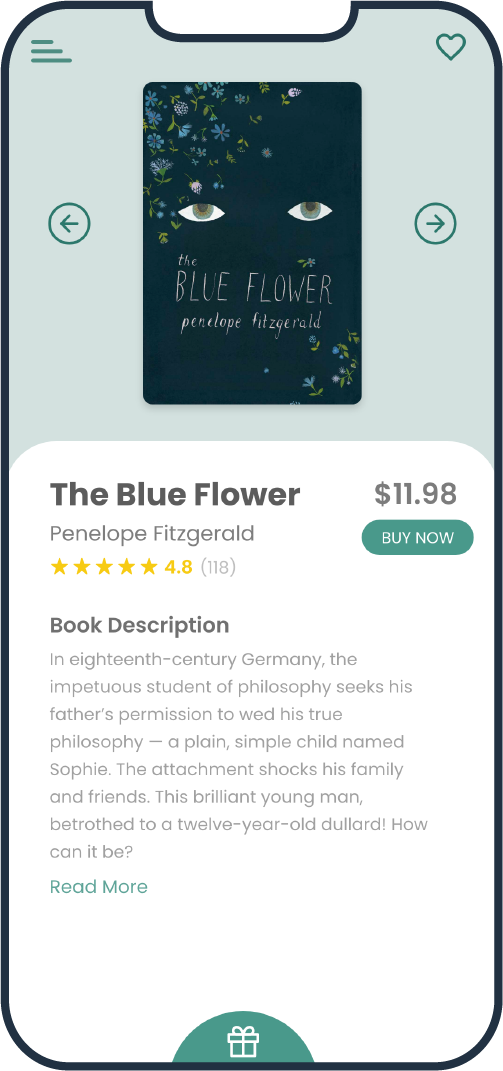 the
BLUE FLOWER
penelope fitzgerald
The Blue Flower
$11.98
Penelope Fitzgerald
BUY NOW
4.8 (118)
Book Description
In eighteenth-century Germany, the
impetuous student of philosophy seeks his
father's permission to wed his true
philosophy — a plain, simple child named
Sophie. The attachment shocks his family
and friends. This brilliant young man,
betrothed to a twelve-year-old dullard! How
can it be?
Read More